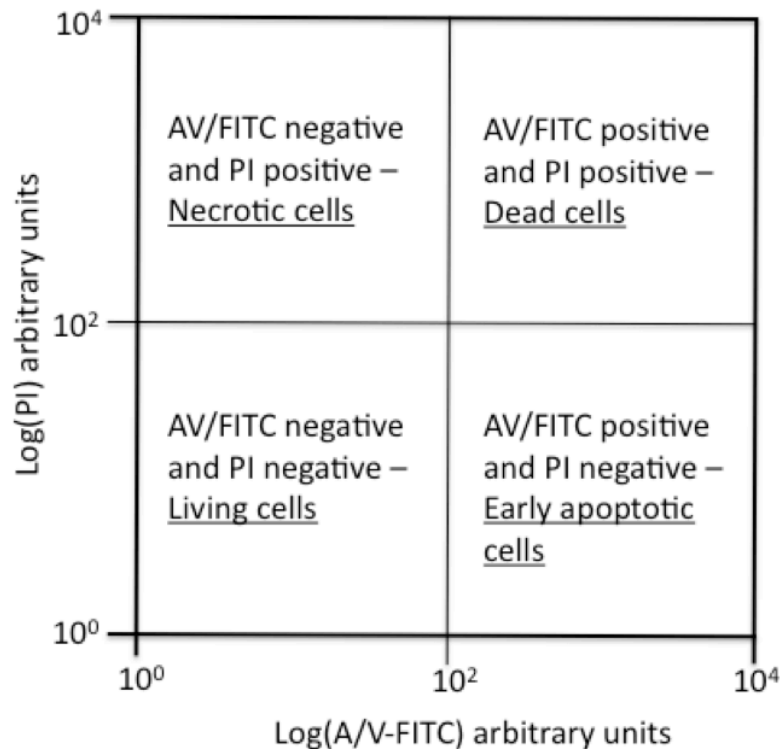 10⁴
AV/FITC negative
and PI positive –
Necrotic cells
AV/FITC positive
and PI positive –
Dead cells
Log(PI) arbitrary units
10²
AV/FITC negative
and PI negative –
Living cells
AV/FITC positive
and PI negative –
Early apoptotic
cells
10⁰
10⁰
10²
10⁴
Log(A/V-FITC) arbitrary units